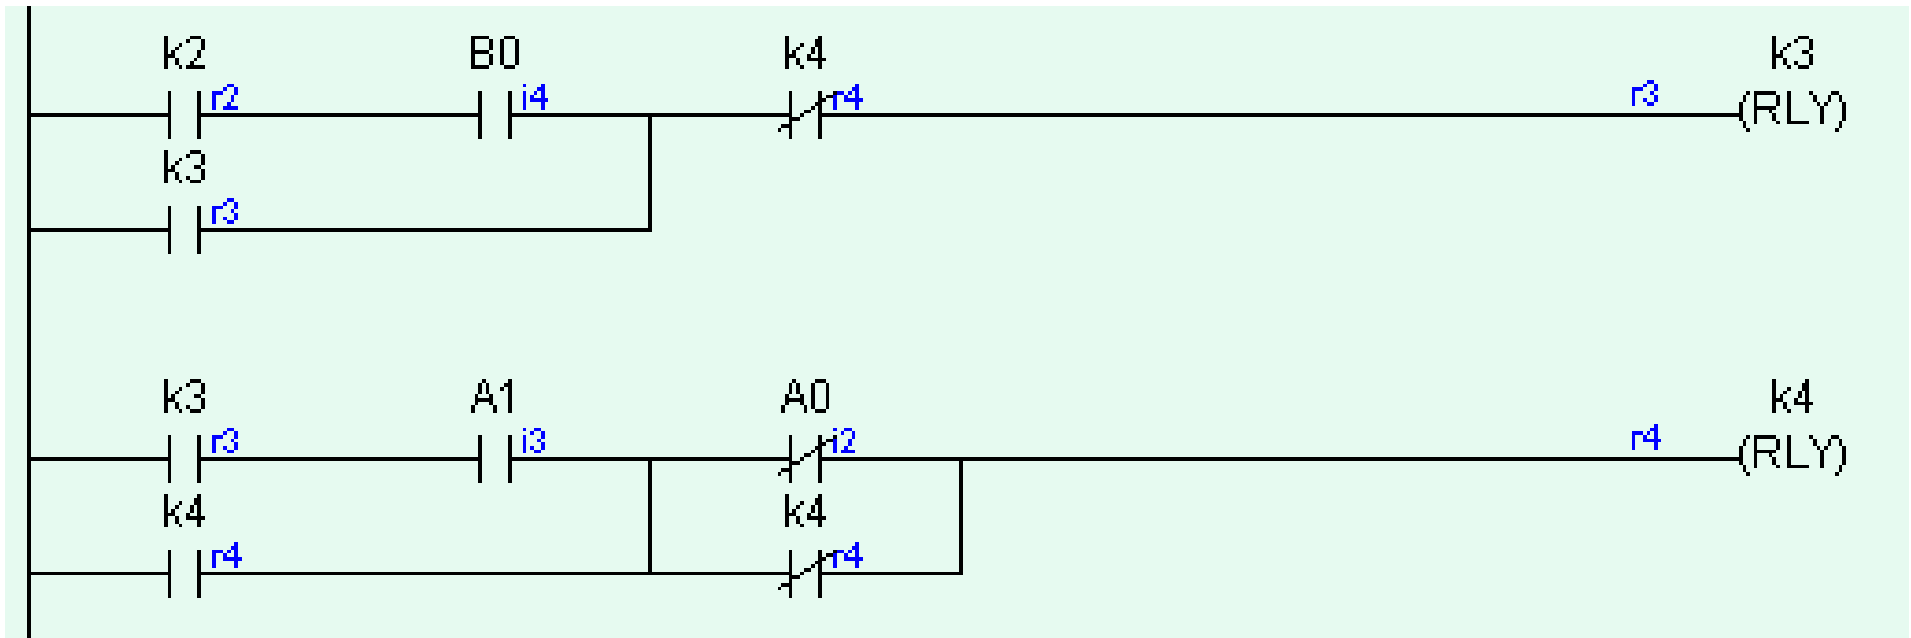 k2 B0 k4 k3
r2 i4 r4 r3 (RLY)
k3
r3
k3 A1 A0 k4
r3 i3 i2 r4 (RLY)
k4 k4
r4 r4